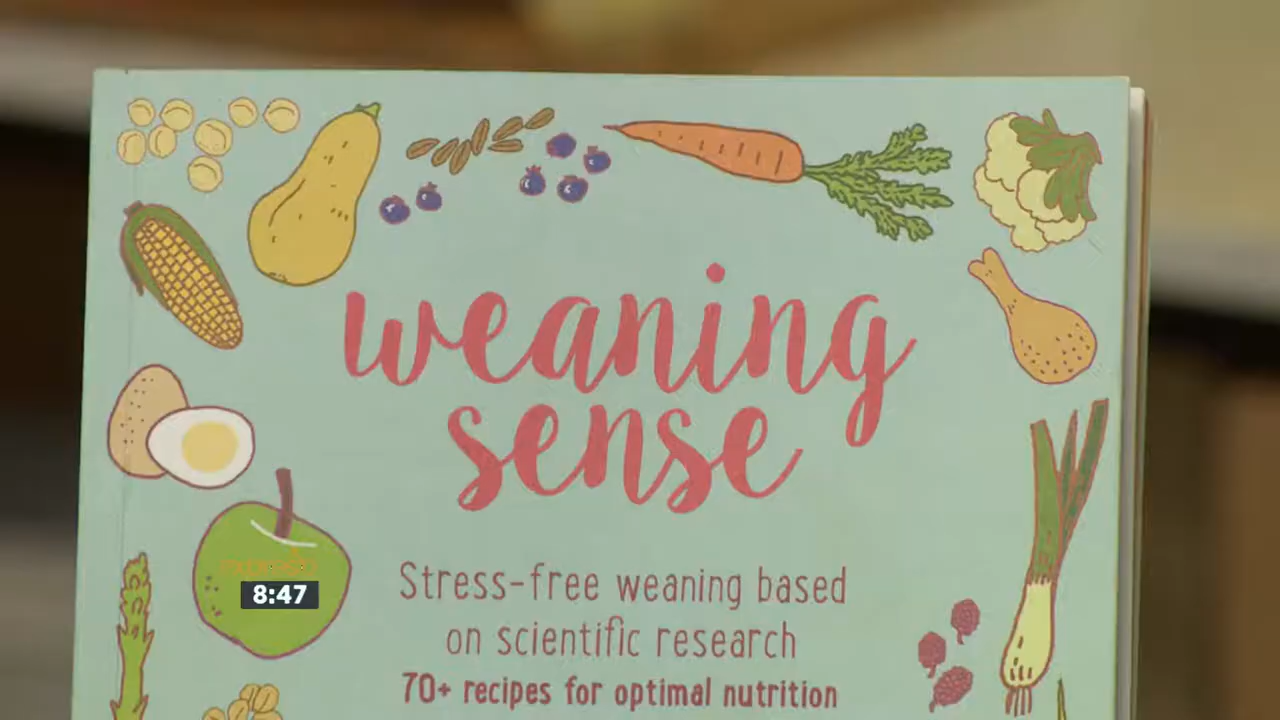 weaning
sense
Stress-free weaning based
on scientific research
70+ recipes for optimal nutrition
8:47